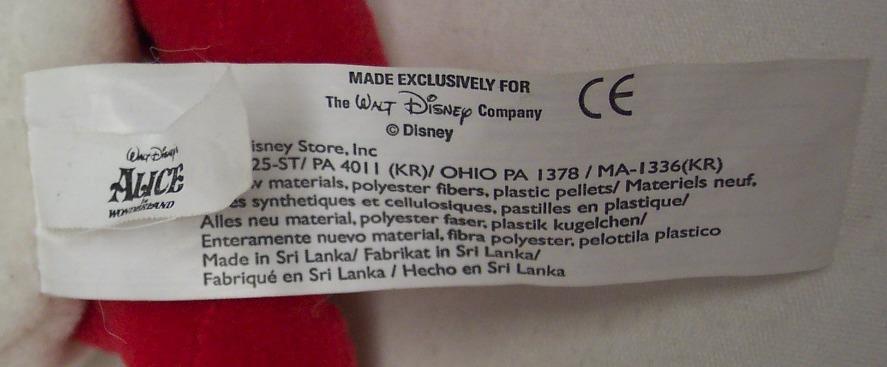 MADE EXCLUSIVELY FOR
The WALT DISNEY Company
© Disney
CE
Walt Disney's
ALICE
in
WONDERLAND
isney Store, Inc
25-ST/ PA 4011 (KR)/ OHIO PA 1378 / MA-1336(KR)
w materials, polyester fibers, plastic pellets/ Materiels neuf,
es synthetiques et cellulosiques, pastilles en plastique/
Alles neu material, polyester faser, plastik kugelchen/
Enteramente nuevo material, fibra polyester, pelottila plastico
Made in Sri Lanka/ Fabrikat in Sri Lanka/
Fabriqué en Sri Lanka / Hecho en Sri Lanka